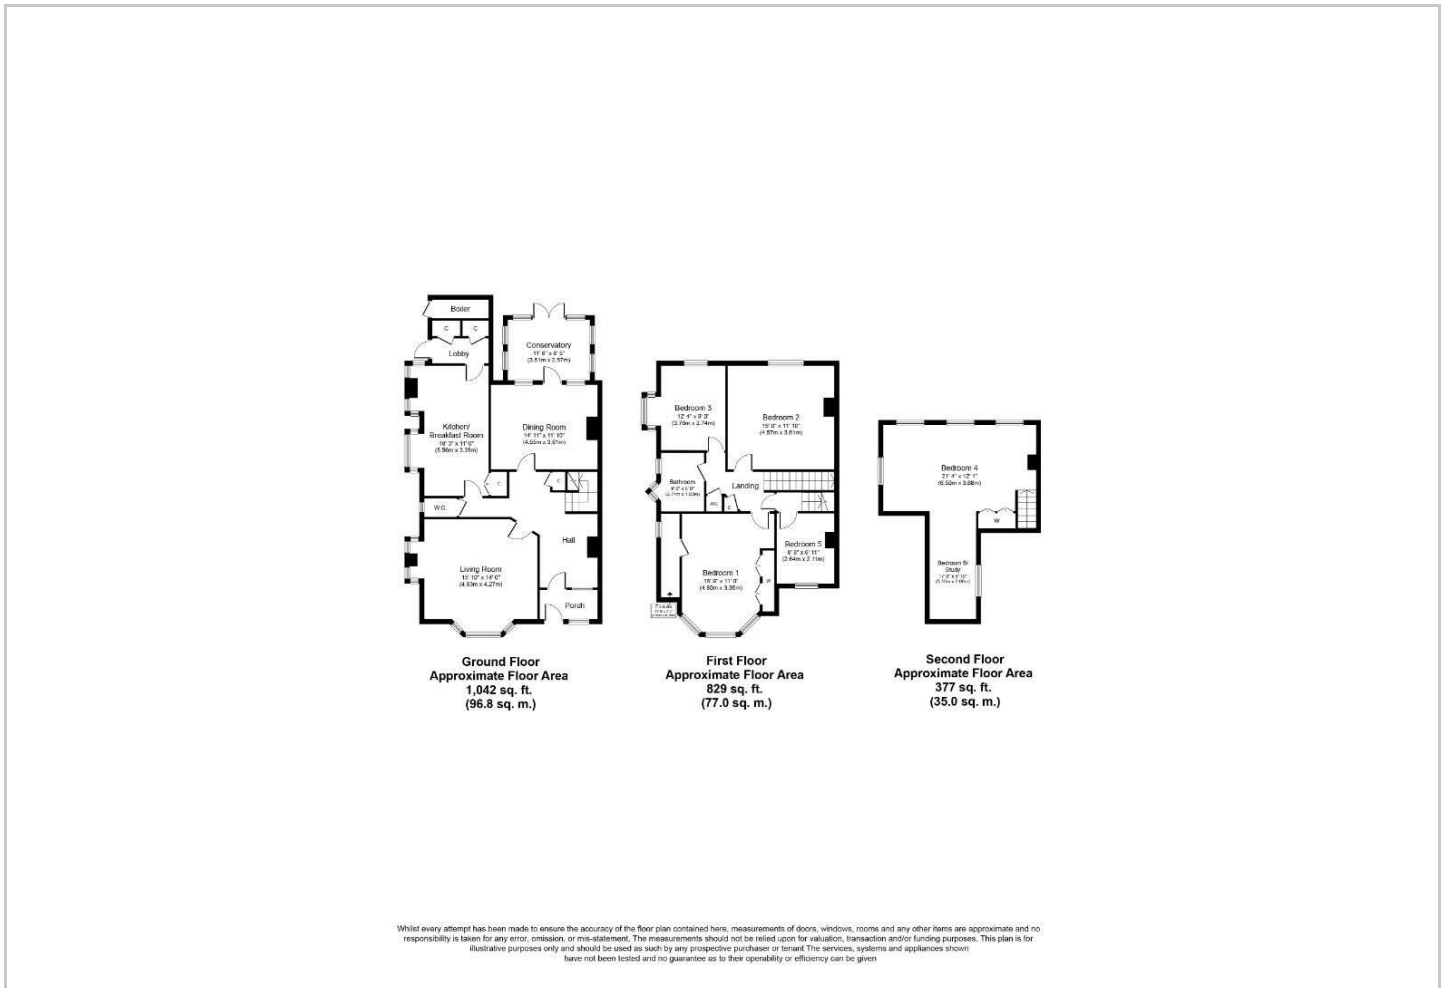 Boiler
C C
Lobby
Conservatory
11' 6" x 8' 5"
(3.51m x 2.57m)
Kitchen/
Breakfast Room
18' 3" x 11' 0"
(5.56m x 3.35m)
Dining Room
14' 11" x 11' 10"
(4.55m x 3.61m)
C
C
W.C.
Hall
Living Room
15' 10" x 14' 0"
(4.83m x 4.27m)
Porch
Ground Floor
Approximate Floor Area
1,042 sq. ft.
(96.8 sq. m.)
Bedroom 3
12' 4" x 9' 0"
(3.76m x 2.74m)
Bedroom 2
15' 0" x 11' 10"
(4.57m x 3.61m)
Bathroom
Landing
A/C
C
Bedroom 5
8' 8" x 6' 11"
(2.64m x 2.11m)
Bedroom 1
15' 9" x 11' 0"
(4.80m x 3.35m)
W
First Floor
Approximate Floor Area
829 sq. ft.
(77.0 sq. m.)
Bedroom 4
21' 4" x 12' 1"
(6.50m x 3.68m)
W
Bedroom 6/
Study
Second Floor
Approximate Floor Area
377 sq. ft.
(35.0 sq. m.)
Whilst every attempt has been made to ensure the accuracy of the floor plan contained here, measurements of doors, windows, rooms and any other items are approximate and no
responsibility is taken for any error, omission, or mis-statement. The measurements should not be relied upon for valuation, transaction and/or funding purposes. This plan is for
illustrative purposes only and should be used as such by any prospective purchaser or tenant The services, systems and appliances shown
have not been tested and no guarantee as to their operability or efficiency can be given